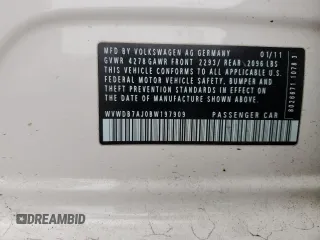 MFD.BY VOLKSWAGEN AG GERMANY 01/11
GVWR 4278 GAWR FRONT 2293/ REAR .2096 LBS
THIS VEHICLE CONFORMS TO ALL APPLICABLE
FEDERAL MOTOR VEHICLE SAFETY, BUMPER, AND
THEFT PREVENTION STANDARDS IN EFFECT ON THE
DATE OF MANUFACTURE SHOWN ABOVE.
WVWDB7AJ0BW197909 PASSENGER CAR
DREAMBID
DREAMBID